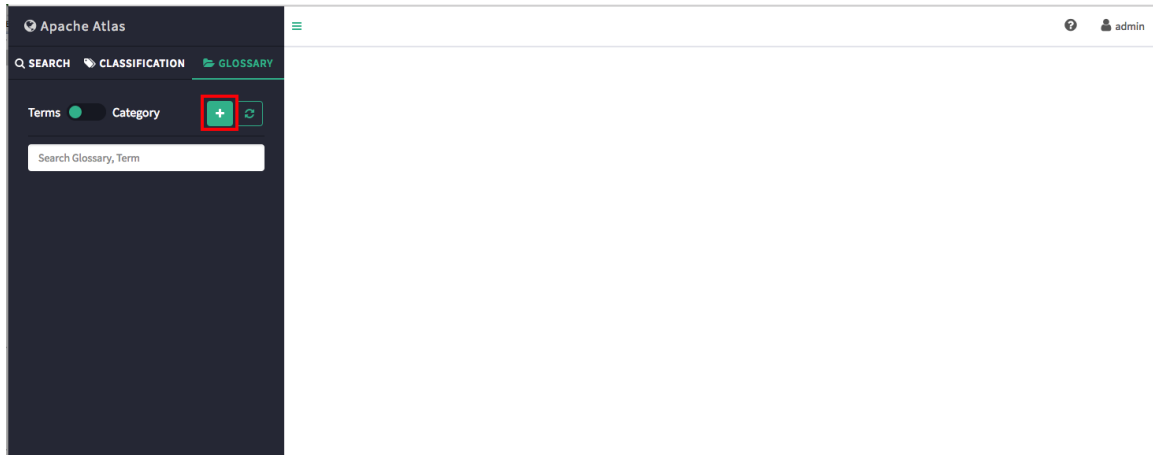 Apache Atlas
admin
SEARCH CLASSIFICATION GLOSSARY
Terms Category
Search Glossary, Term